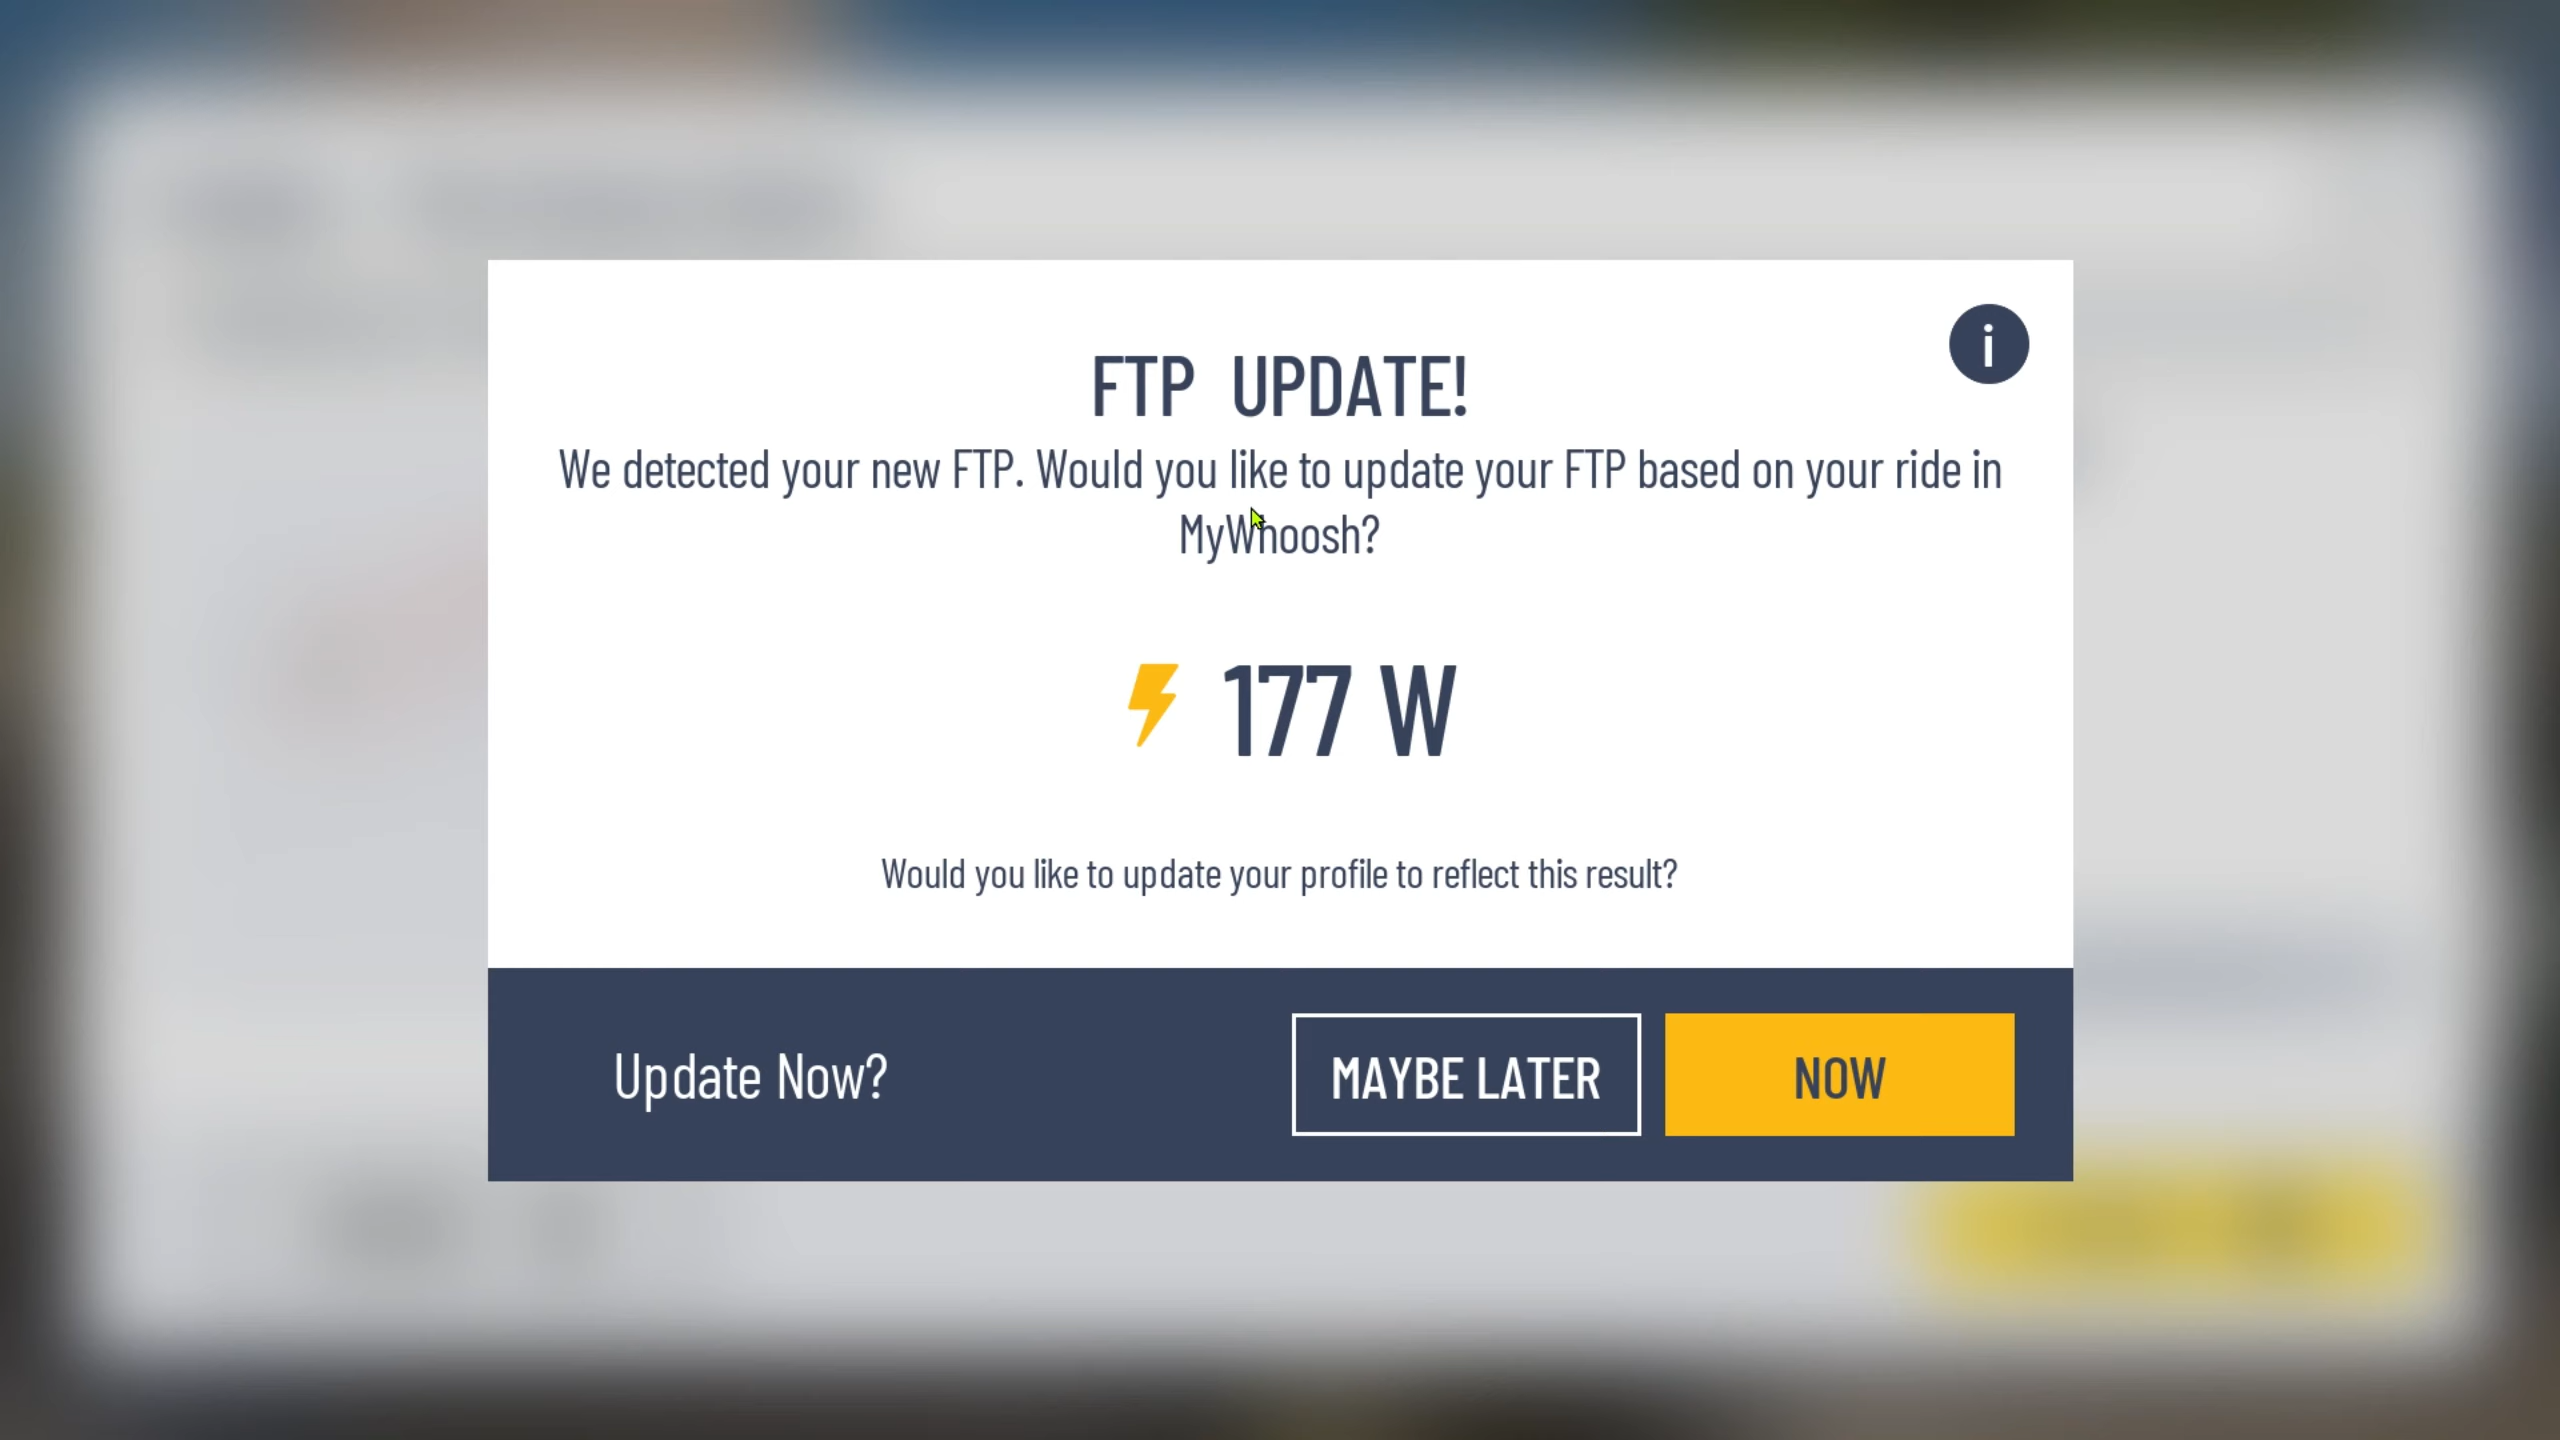 i
FTP UPDATE!
We detected your new FTP. Would you like to update your FTP based on your ride in
MyWhoosh?
177 W
Would you like to update your profile to reflect this result?
Update Now?
MAYBE LATER
NOW